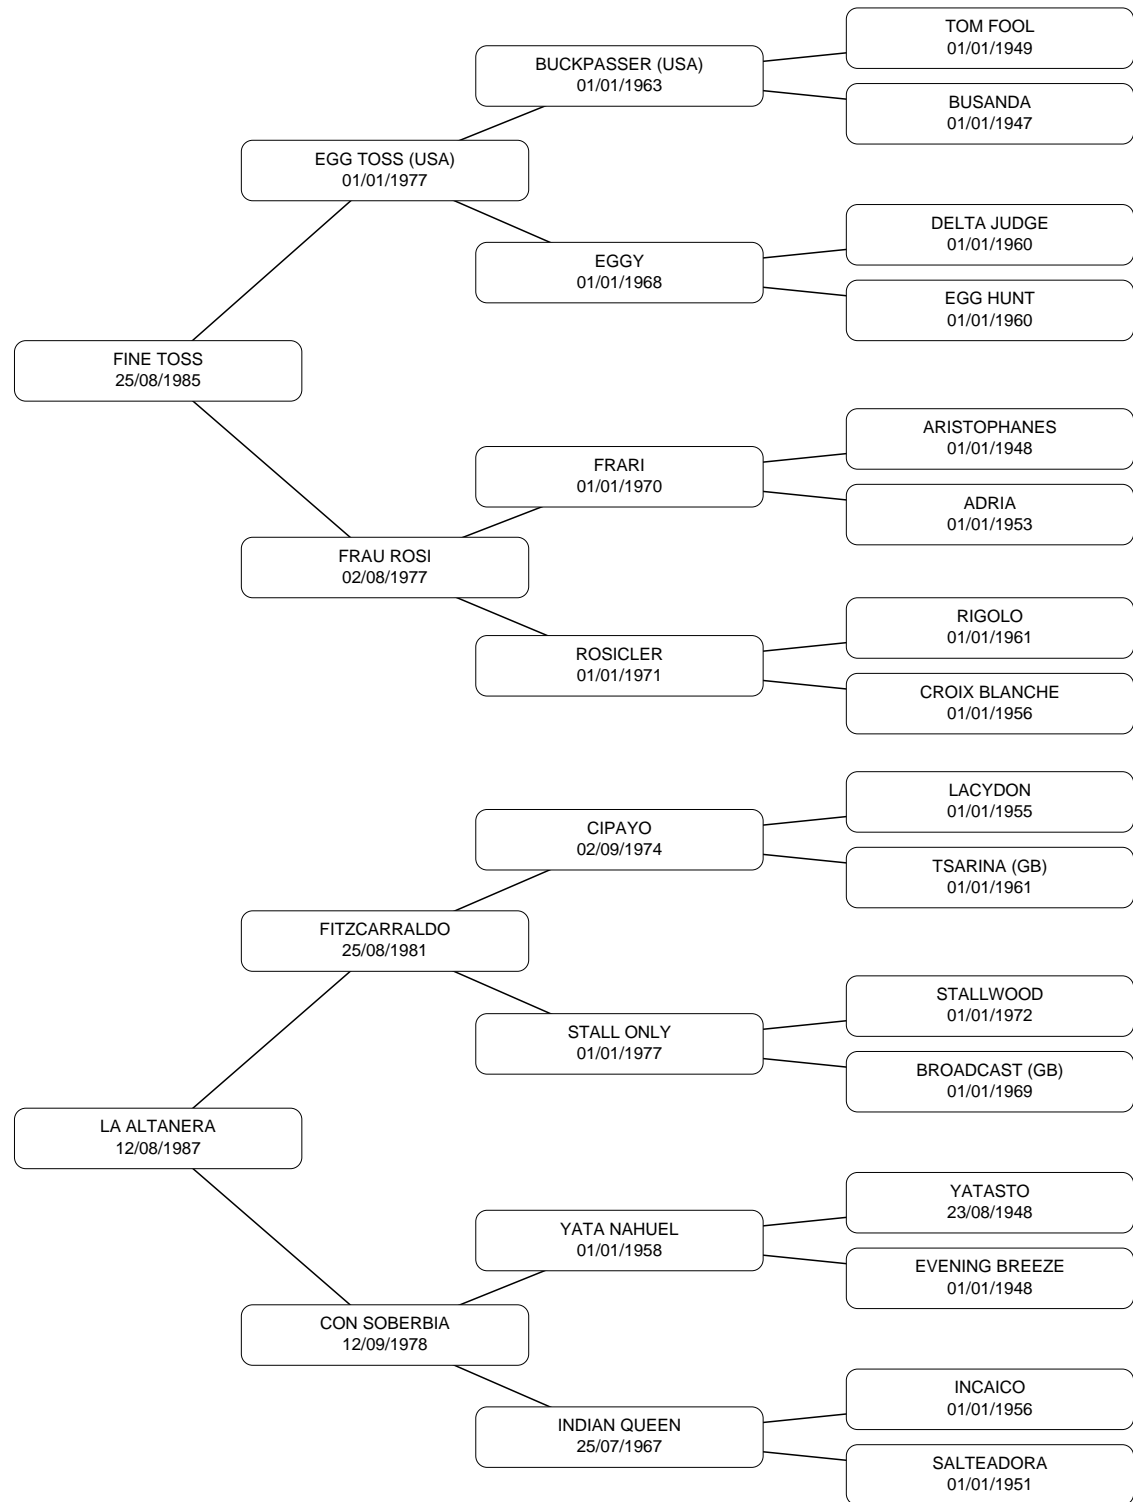 TOM FOOL
01/01/1949
BUCKPASSER (USA)
01/01/1963
BUSANDA
01/01/1947
EGG TOSS (USA)
01/01/1977
DELTA JUDGE
01/01/1960
EGGY
01/01/1968
EGG HUNT
01/01/1960
FINE TOSS
25/08/1985
ARISTOPHANES
01/01/1948
FRARI
01/01/1970
ADRIA
01/01/1953
FRAU ROSI
02/08/1977
RIGOLO
01/01/1961
ROSICLER
01/01/1971
CROIX BLANCHE
01/01/1956
LACYDON
01/01/1955
CIPAYO
02/09/1974
TSARINA (GB)
01/01/1961
FITZCARRALDO
25/08/1981
STALLWOOD
01/01/1972
STALL ONLY
01/01/1977
BROADCAST (GB)
01/01/1969
LA ALTANERA
12/08/1987
YATASTO
23/08/1948
YATA NAHUEL
01/01/1958
EVENING BREEZE
01/01/1948
CON SOBERBIA
12/09/1978
INCAICO
01/01/1956
INDIAN QUEEN
25/07/1967
SALTEADORA
01/01/1951